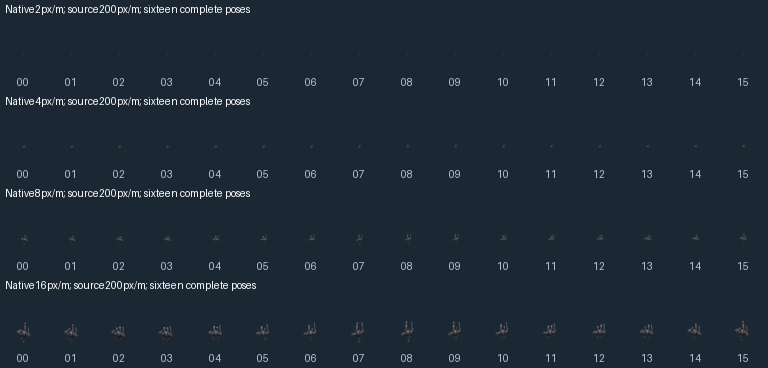 Native2px/m; source200px/m; sixteen complete poses
00 01 02 03 04 05 06 07 08 09 10 11 12 13 14 15
Native4px/m; source200px/m; sixteen complete poses
00 01 02 03 04 05 06 07 08 09 10 11 12 13 14 15
Native8px/m; source200px/m; sixteen complete poses
00 01 02 03 04 05 06 07 08 09 10 11 12 13 14 15
Native16px/m; source200px/m; sixteen complete poses
00 01 02 03 04 05 06 07 08 09 10 11 12 13 14 15